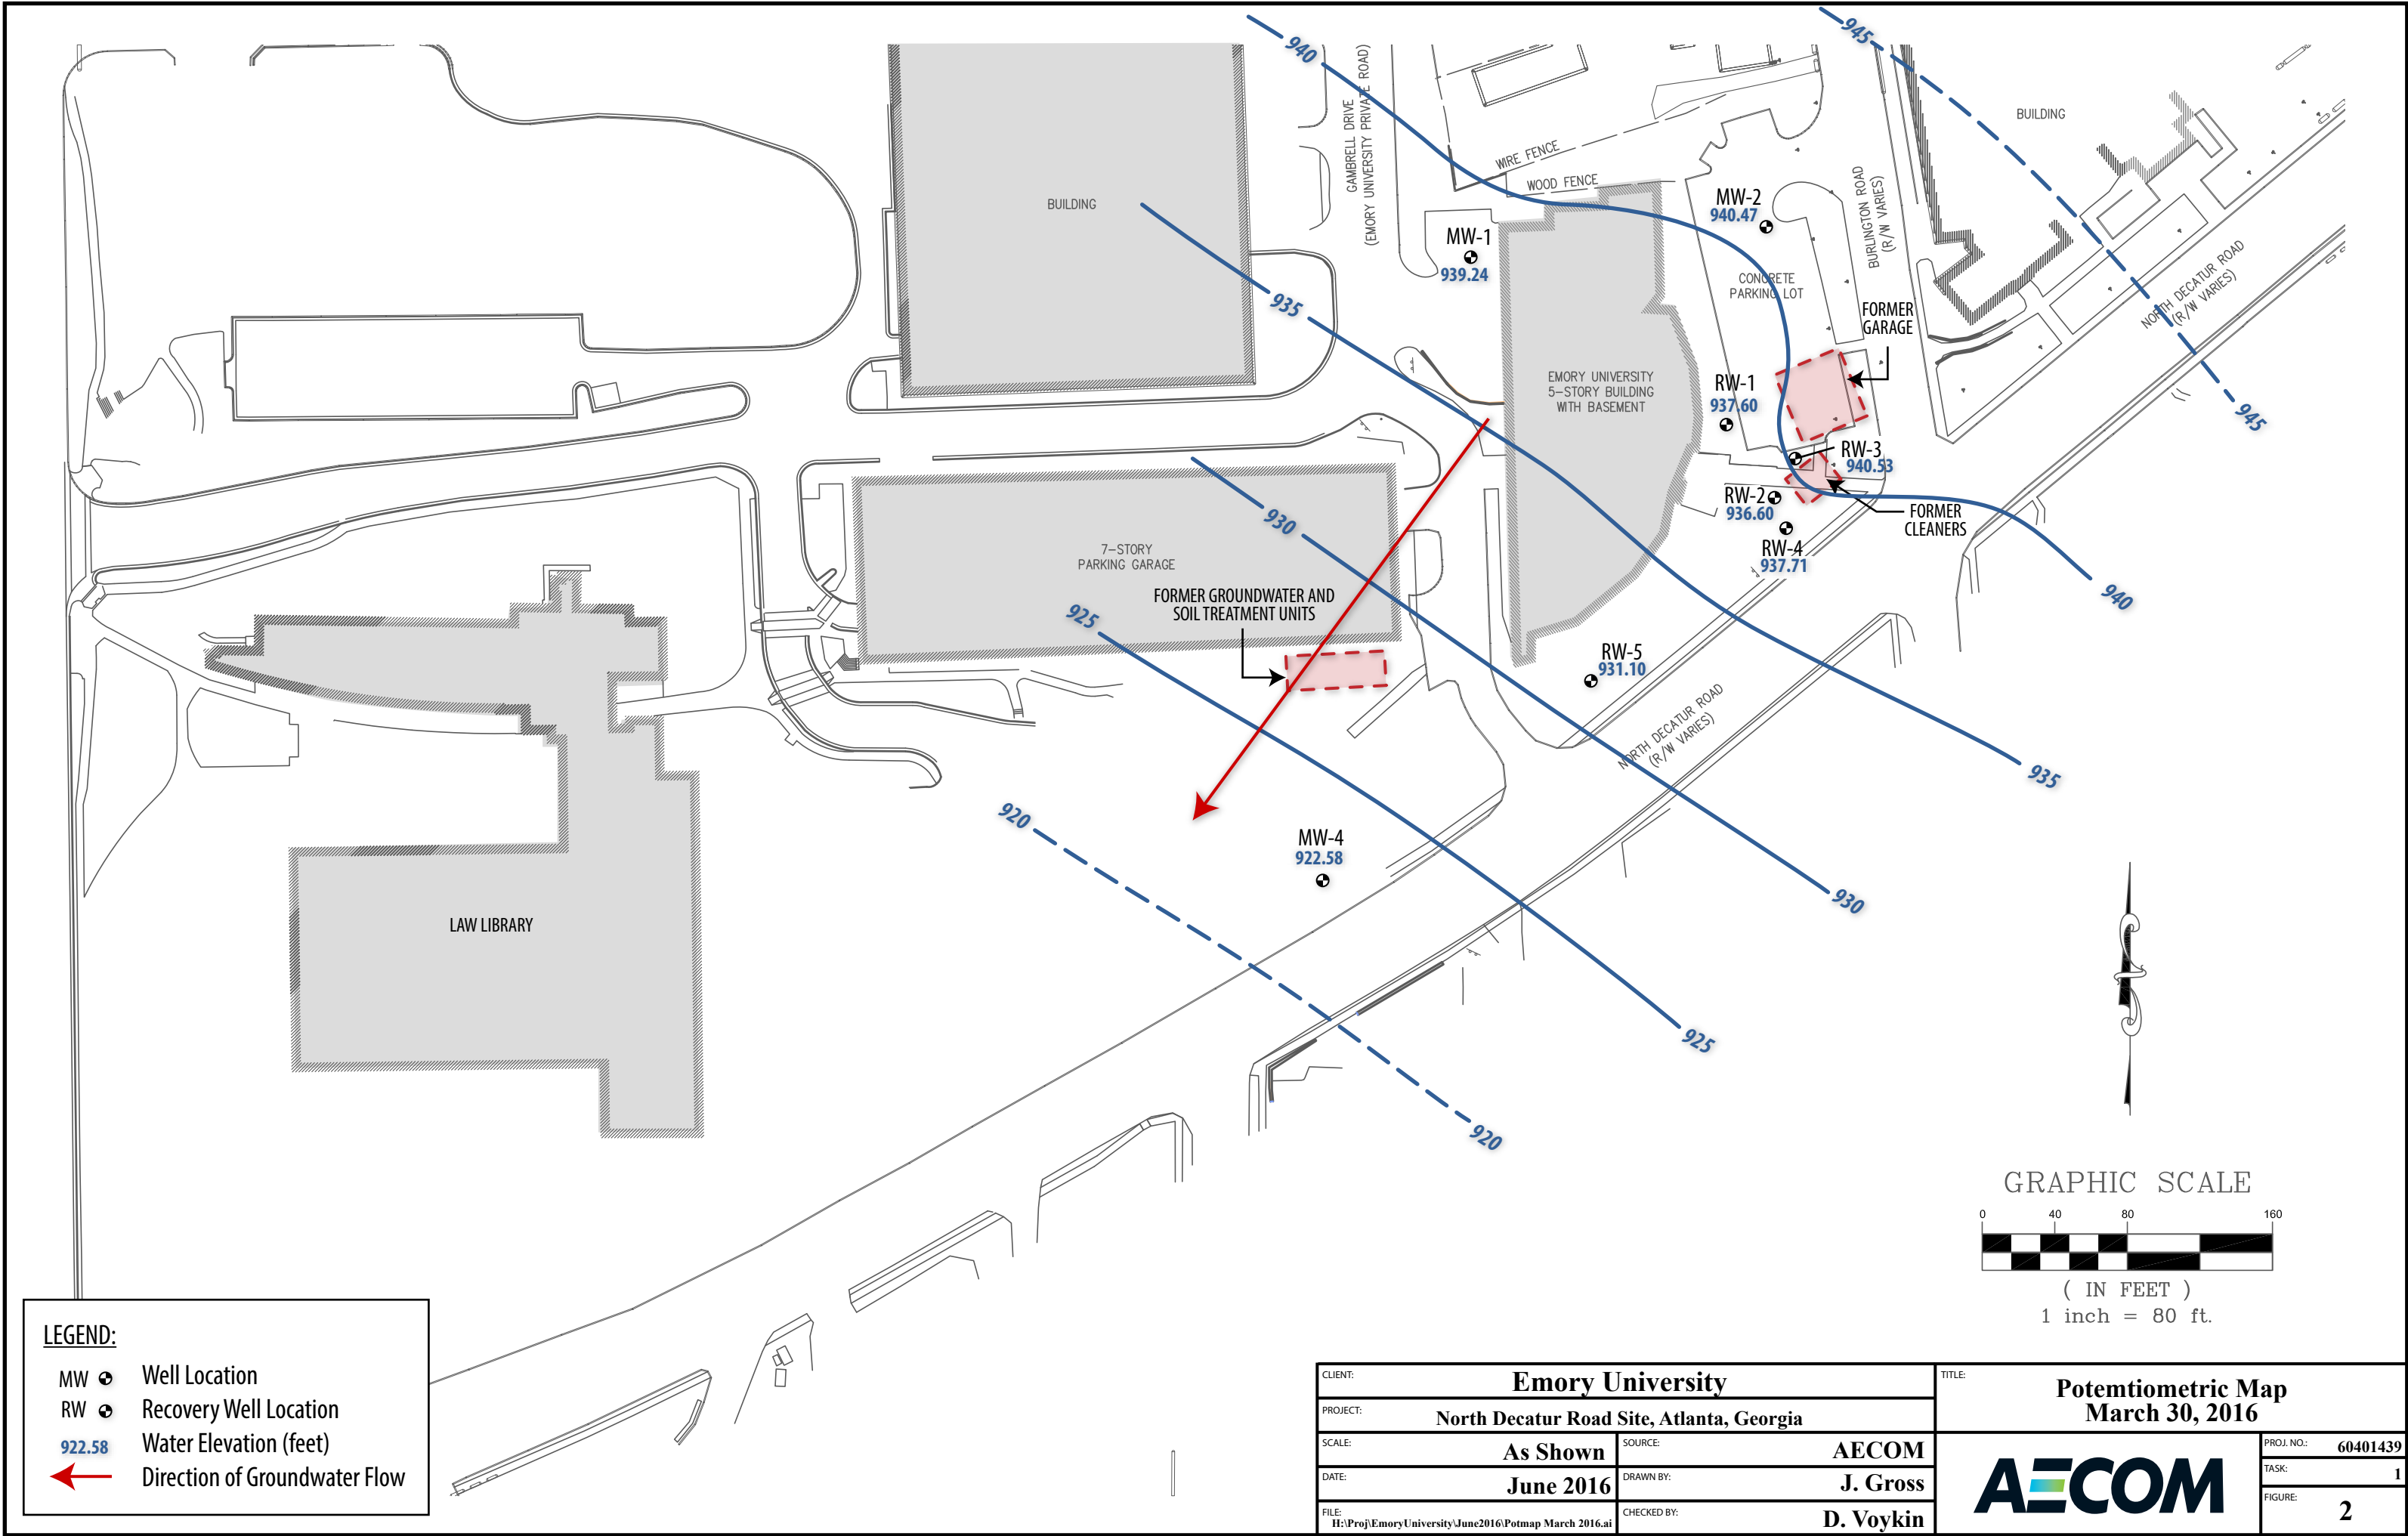 940
945
GAMBRELL DRIVE
(EMORY UNIVERSITY PRIVATE ROAD)
BUILDING
BUILDING
WIRE FENCE
WOOD FENCE
BURLINGTON ROAD
(R/W VARIES)
MW-2
940.47
MW-1
939.24
CONCRETE
PARKING LOT
NORTH DECATUR ROAD
(R/W VARIES)
935
FORMER
GARAGE
EMORY UNIVERSITY
5-STORY BUILDING
WITH BASEMENT
RW-1
937.60
945
RW-3
940.53
RW-2
936.60
FORMER
CLEANERS
930
RW-4
937.71
7-STORY
PARKING GARAGE
FORMER GROUNDWATER AND
SOIL TREATMENT UNITS
925
940
RW-5
931.10
NORTH DECATUR ROAD
(R/W VARIES)
935
920
MW-4
922.58
930
LAW LIBRARY
925
920
GRAPHIC SCALE
0 40 80 160
( IN FEET )
1 inch = 80 ft.
LEGEND:
MW Well Location
RW Recovery Well Location
922.58 Water Elevation (feet)
Direction of Groundwater Flow
CLIENT: Emory University
PROJECT: North Decatur Road Site, Atlanta, Georgia
SCALE: As Shown
SOURCE: AECOM
DATE: June 2016
DRAWN BY: J. Gross
FILE: H:\Proj\EmoryUniversity\June2016\Potmap March 2016.ai
CHECKED BY: D. Voykin
TITLE: Potemtiometric Map
March 30, 2016
AECOM
PROJ. NO.: 60401439
TASK: 1
FIGURE: 2